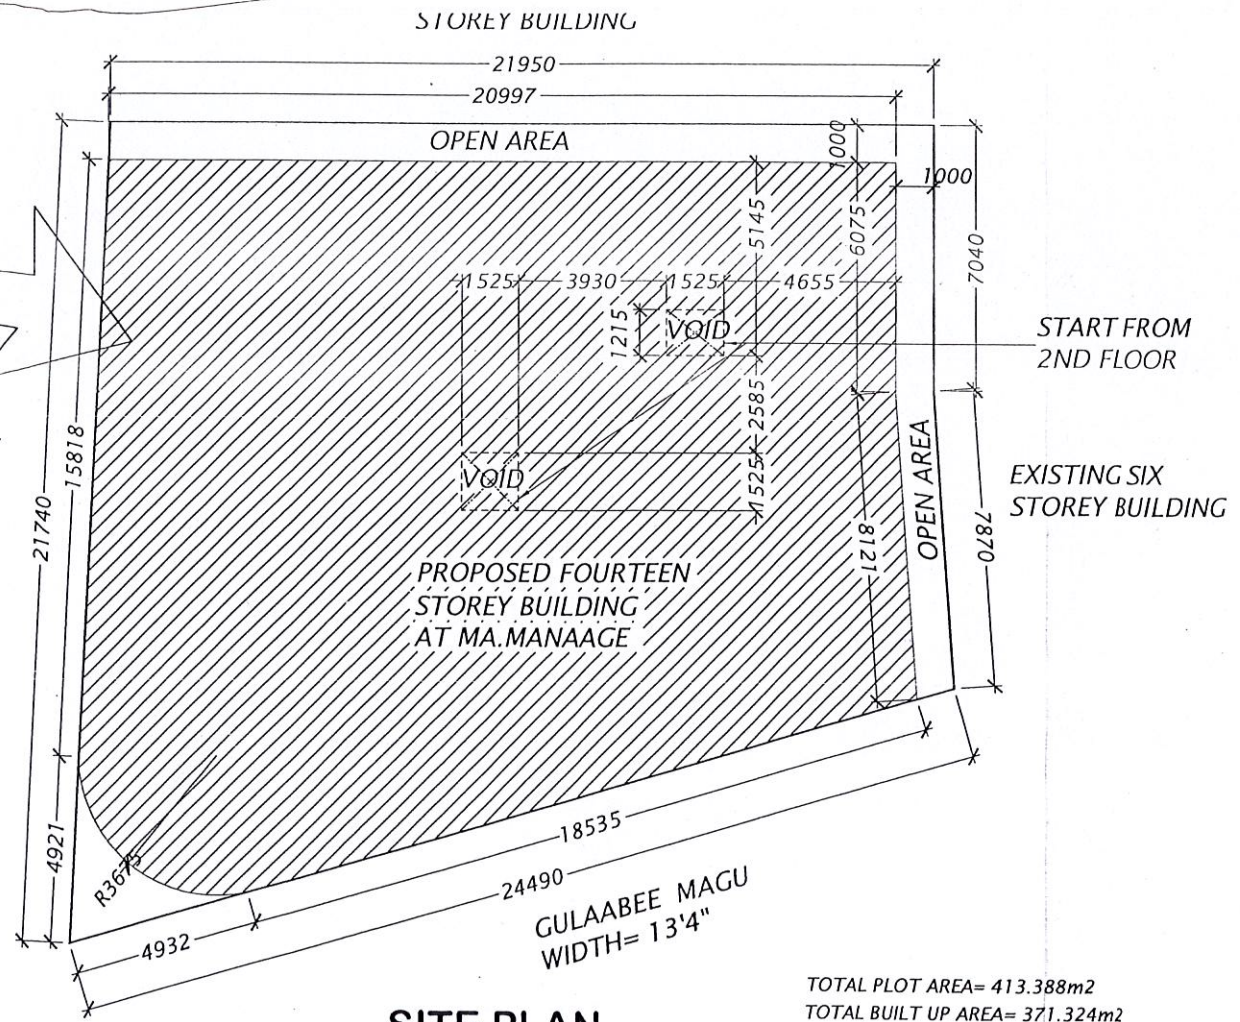 STOREY BUILDING
21950
20997
OPEN AREA
1000
1000
5145
6075
7040
1525
3930
1525
4655
1215
VOID
START FROM
2ND FLOOR
2585
15818
21740
OPEN AREA
VOID
1525
EXISTING SIX
STOREY BUILDING
8121
7870
PROPOSED FOURTEEN
STOREY BUILDING
AT MA.MANAAGE
4921
R3675
18535
24490
4932
GULAABEE MAGU
WIDTH= 13'4"
TOTAL PLOT AREA= 413.388m2
TOTAL BUILT UP AREA= 371.324m2
SITE PLAN